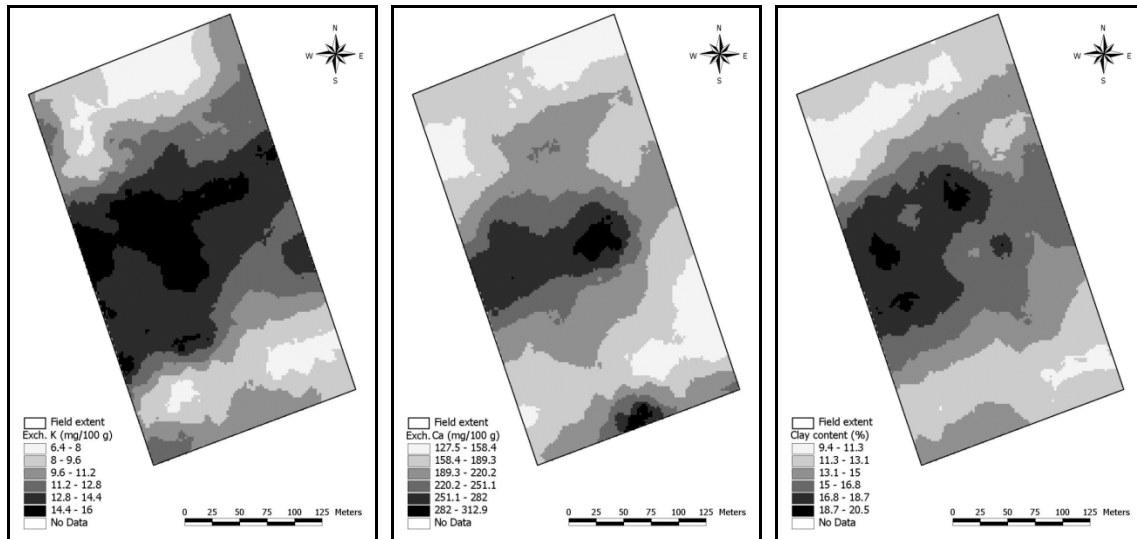 N
W E
S
Field extent
Exch. K (mg/100 g)
6.4 - 8
8 - 9.6
9.6 - 11.2
11.2 - 12.8
12.8 - 14.4
14.4 - 16
No Data
0 25 50 75 100 125 Meters
N
W E
S
Field extent
Exch. Ca (mg/100 g)
127.5 - 158.4
158.4 - 189.3
189.3 - 220.2
220.2 - 251.1
251.1 - 282
282 - 312.9
No Data
0 25 50 75 100 125 Meters
N
W E
S
Field extent
Clay content (%)
9.4 - 11.3
11.3 - 13.1
13.1 - 15
15 - 16.8
16.8 - 18.7
18.7 - 20.5
No Data
0 25 50 75 100 125 Meters